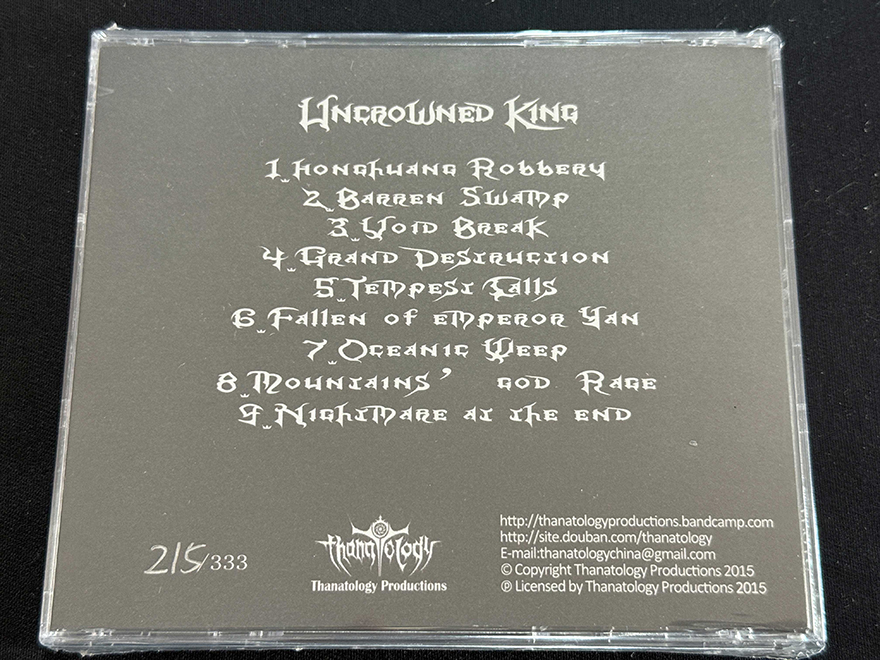 Uncrowned King
1.Honghuang Robbery
2.Barren Swamp
3.Void Break
4.Grand Destruction
5.Tempest Calls
6.Fallen of emperor Yan
7.Oceanic Weep
8.Mountains' god Rage
9.Nightmare at the end
215/333
thanatology
Thanatology Productions
http://thanatologyproductions.bandcamp.com
http://site.douban.com/thanatology
E-mail:thanatologychina@gmail.com
© Copyright Thanatology Productions 2015
℗ Licensed by Thanatology Productions 2015